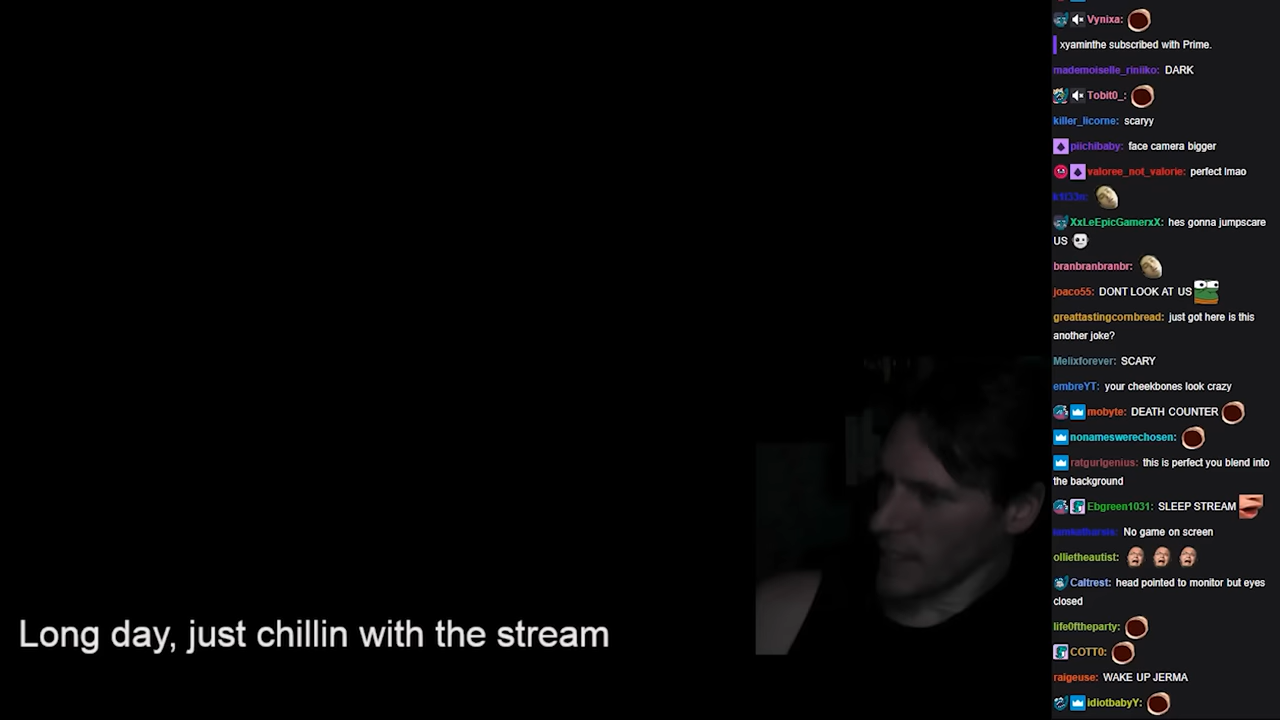 Vynixa:
xyaminthe subscribed with Prime.
mademoiselle_riniiko: DARK
Tobit0_:
killer_licorne: scaryy
piichibaby: face camera bigger
valoree_not_valorie: perfect lmao
XxLeEpicGamerxX: hes gonna jumpscare
US
branbranbranbr:
joaco55: DONT LOOK AT US
greattastingcornbread: just got here is this
another joke?
Melixforever: SCARY
embreYT: your cheekbones look crazy
mobyte: DEATH COUNTER
nonameswerechosen:
ratgurlgenius: this is perfect you blend into
the background
Ebgreen1031: SLEEP STREAM
No game on screen
ollietheautist:
Caltrest: head pointed to monitor but eyes
closed
life0ftheparty:
COTT0:
raigeuse: WAKE UP JERMA
idiotbabyY:
Long day, just chillin with the stream